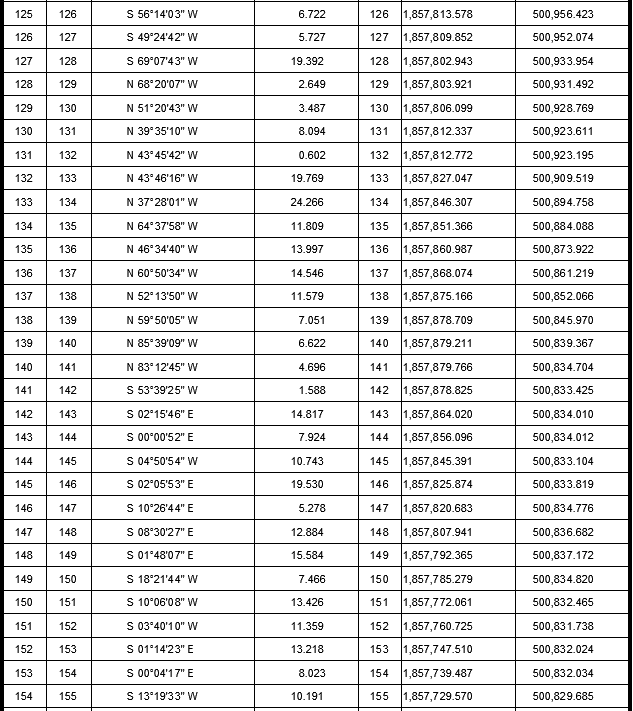 125 126 S 56°14'03" W 6.722 126 1,857,813.578 500,956.423
126 127 S 49°24'42" W 5.727 127 1,857,809.852 500,952.074
127 128 S 69°07'43" W 19.392 128 1,857,802.943 500,933.954
128 129 N 68°20'07" W 2.649 129 1,857,803.921 500,931.492
129 130 N 51°20'43" W 3.487 130 1,857,806.099 500,928.769
130 131 N 39°35'10" W 8.094 131 1,857,812.337 500,923.611
131 132 N 43°45'42" W 0.602 132 1,857,812.772 500,923.195
132 133 N 43°46'16" W 19.769 133 1,857,827.047 500,909.519
133 134 N 37°28'01" W 24.266 134 1,857,846.307 500,894.758
134 135 N 64°37'58" W 11.809 135 1,857,851.366 500,884.088
135 136 N 46°34'40" W 13.997 136 1,857,860.987 500,873.922
136 137 N 60°50'34" W 14.546 137 1,857,868.074 500,861.219
137 138 N 52°13'50" W 11.579 138 1,857,875.166 500,852.066
138 139 N 59°50'05" W 7.051 139 1,857,878.709 500,845.970
139 140 N 85°39'09" W 6.622 140 1,857,879.211 500,839.367
140 141 N 83°12'45" W 4.696 141 1,857,879.766 500,834.704
141 142 S 53°39'25" W 1.588 142 1,857,878.825 500,833.425
142 143 S 02°15'46" E 14.817 143 1,857,864.020 500,834.010
143 144 S 00°00'52" E 7.924 144 1,857,856.096 500,834.012
144 145 S 04°50'54" W 10.743 145 1,857,845.391 500,833.104
145 146 S 02°05'53" E 19.530 146 1,857,825.874 500,833.819
146 147 S 10°26'44" E 5.278 147 1,857,820.683 500,834.776
147 148 S 08°30'27" E 12.884 148 1,857,807.941 500,836.682
148 149 S 01°48'07" E 15.584 149 1,857,792.365 500,837.172
149 150 S 18°21'44" W 7.466 150 1,857,785.279 500,834.820
150 151 S 10°06'08" W 13.426 151 1,857,772.061 500,832.465
151 152 S 03°40'10" W 11.359 152 1,857,760.725 500,831.738
152 153 S 01°14'23" E 13.218 153 1,857,747.510 500,832.024
153 154 S 00°04'17" E 8.023 154 1,857,739.487 500,832.034
154 155 S 13°19'33" W 10.191 155 1,857,729.570 500,829.685